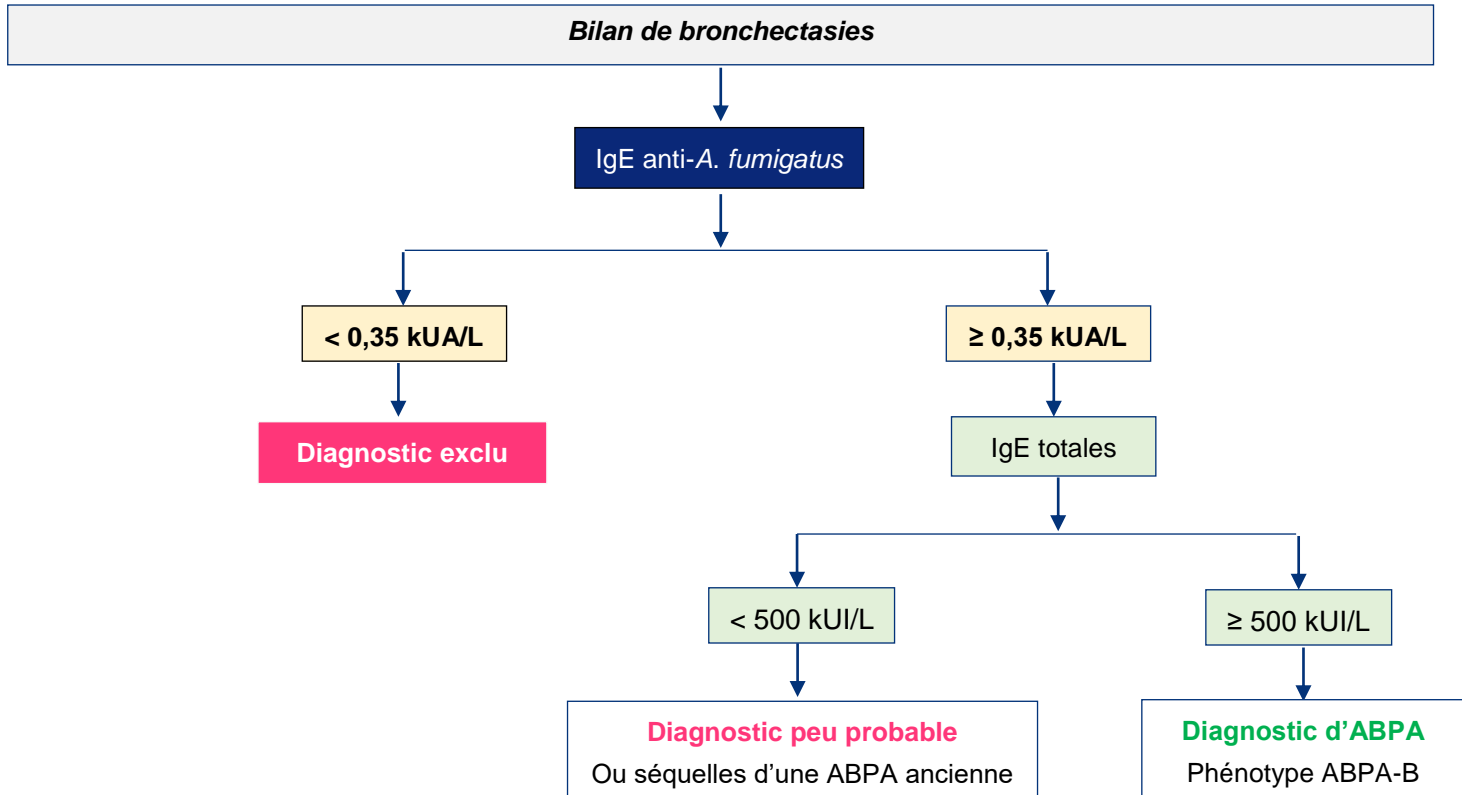 Bilan de bronchectasies
IgE anti-A. fumigatus
< 0,35 kUA/L
≥ 0,35 kUA/L
Diagnostic exclu
IgE totales
< 500 kUI/L
≥ 500 kUI/L
Diagnostic peu probable
Ou séquelles d’une ABPA ancienne
Diagnostic d’ABPA
Phénotype ABPA-B